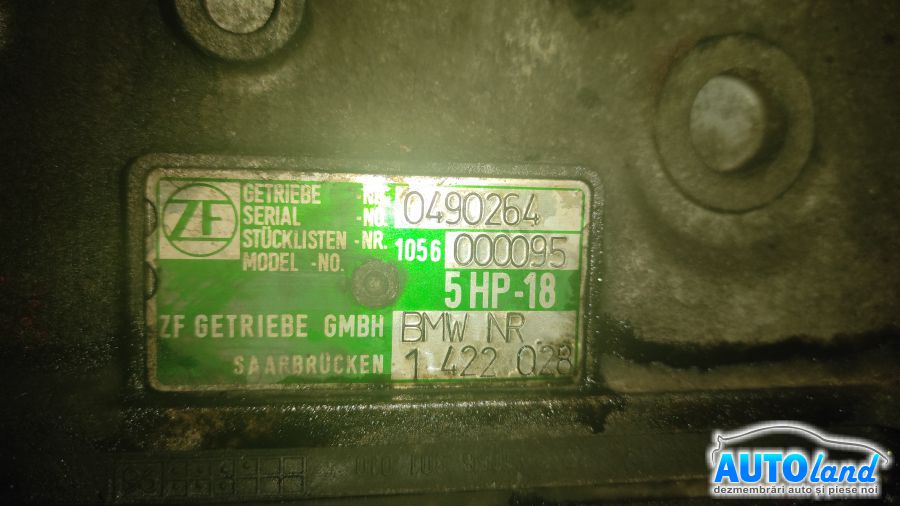 ZF
GETRIEBE -NR. 0490264
SERIAL -NO.
STÜCKLISTEN -NR. 1056 000095
MODEL -NO.
5 HP-18
ZF GETRIEBE GMBH BMW NR
SAARBRÜCKEN 1 422 028
AUTOland
dezmembrări auto și piese noi